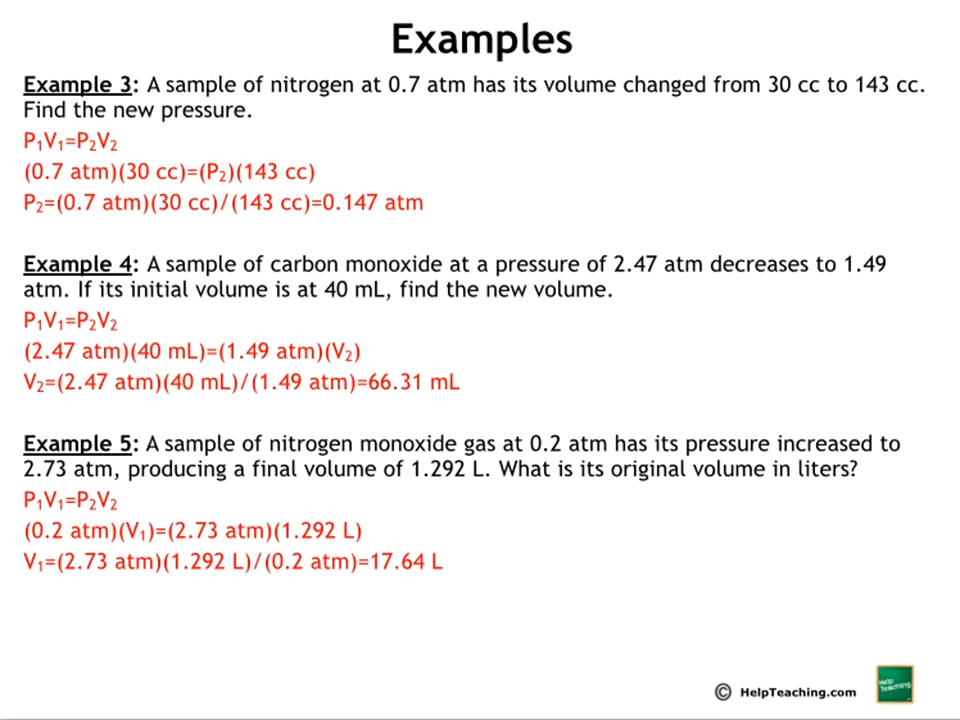 Examples
Example 3: A sample of nitrogen at 0.7 atm has its volume changed from 30 cc to 143 cc.
Find the new pressure.
P₁V₁=P₂V₂
(0.7 atm)(30 cc)=(P₂)(143 cc)
P₂=(0.7 atm)(30 cc)/(143 cc)=0.147 atm
Example 4: A sample of carbon monoxide at a pressure of 2.47 atm decreases to 1.49
atm. If its initial volume is at 40 mL, find the new volume.
P₁V₁=P₂V₂
(2.47 atm)(40 mL)=(1.49 atm)(V₂)
V₂=(2.47 atm)(40 mL)/(1.49 atm)=66.31 mL
Example 5: A sample of nitrogen monoxide gas at 0.2 atm has its pressure increased to
2.73 atm, producing a final volume of 1.292 L. What is its original volume in liters?
P₁V₁=P₂V₂
(0.2 atm)(V₁)=(2.73 atm)(1.292 L)
V₁=(2.73 atm)(1.292 L)/(0.2 atm)=17.64 L
© HelpTeaching.com
Help
Teaching